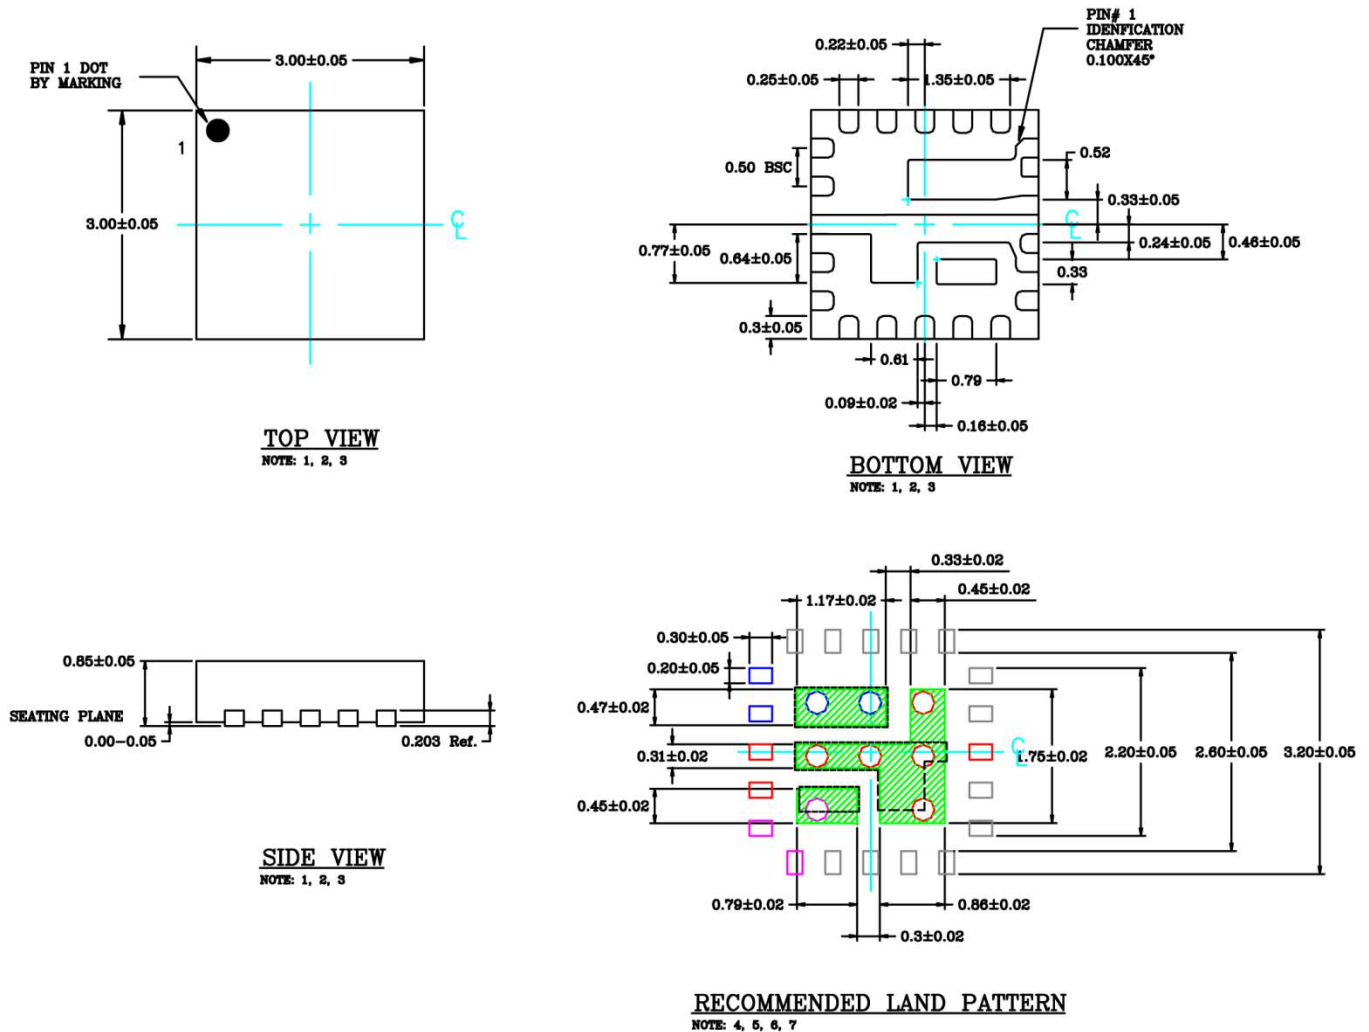 PIN 1 DOT
BY MARKING
3.00±0.05
1
3.00±0.05
CL
TOP VIEW
NOTE: 1, 2, 3
PIN# 1
IDENFICATION
CHAMFER
0.100X45°
0.22±0.05
0.25±0.05
1.35±0.05
0.50 BSC
0.52
0.33±0.05
CL
0.24±0.05
0.46±0.05
0.77±0.05
0.64±0.05
0.33
0.3±0.05
0.61
0.79
0.09±0.02
0.16±0.05
BOTTOM VIEW
NOTE: 1, 2, 3
0.85±0.05
SEATING PLANE
0.00-0.05
0.203 Ref.
SIDE VIEW
NOTE: 1, 2, 3
0.33±0.02
1.17±0.02
0.45±0.02
0.30±0.05
0.20±0.05
0.47±0.02
0.31±0.02
CL
1.75±0.02
2.20±0.05
2.60±0.05
3.20±0.05
0.45±0.02
0.79±0.02
0.86±0.02
0.3±0.02
RECOMMENDED LAND PATTERN
NOTE: 4, 5, 6, 7